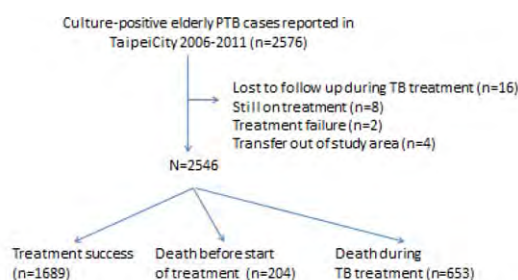 Culture-positive elderly PTB cases reported in
TaipeiCity 2006-2011 (n=2576)
Lost to follow up during TB treatment (n=16)
Still on treatment (n=8)
Treatment failure (n=2)
Transfer out of study area (n=4)
N=2546
Treatment success
(n=1689)
Death before start
of treatment (n=204)
Death during
TB treatment (n=653)